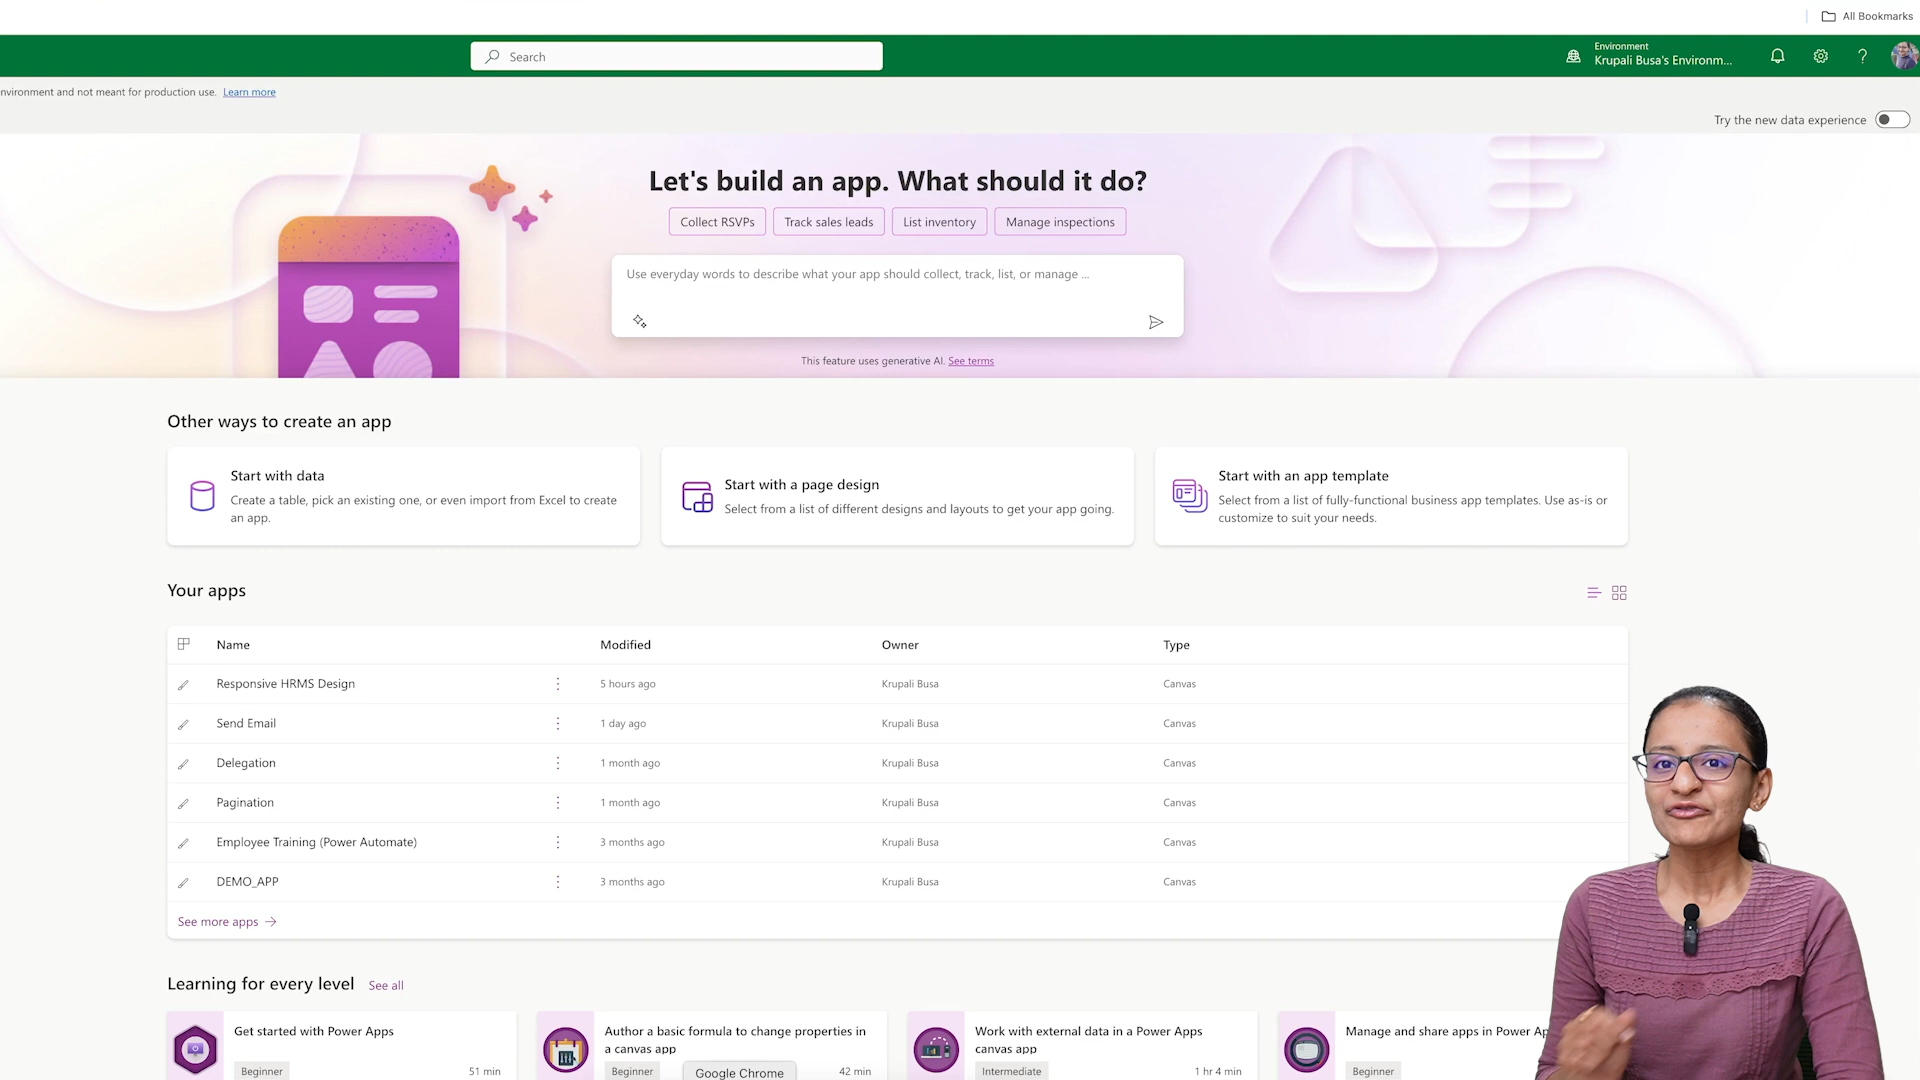 All Bookmarks
Search
Environment
Krupali Busa's Environm...
nvironment and not meant for production use. Learn more
Try the new data experience
Let's build an app. What should it do?
Collect RSVPs
Track sales leads
List inventory
Manage inspections
Use everyday words to describe what your app should collect, track, list, or manage ...
This feature uses generative AI. See terms
Other ways to create an app
Start with data
Create a table, pick an existing one, or even import from Excel to create
an app.
Start with a page design
Select from a list of different designs and layouts to get your app going.
Start with an app template
Select from a list of fully-functional business app templates. Use as-is or
customize to suit your needs.
Your apps
Name Modified Owner Type
Responsive HRMS Design 5 hours ago Krupali Busa Canvas
Send Email 1 day ago Krupali Busa Canvas
Delegation 1 month ago Krupali Busa Canvas
Pagination 1 month ago Krupali Busa Canvas
Employee Training (Power Automate) 3 months ago Krupali Busa Canvas
DEMO_APP 3 months ago Krupali Busa Canvas
See more apps
Learning for every level See all
Get started with Power Apps
Beginner 51 min
Author a basic formula to change properties in
a canvas app
Beginner 42 min
Google Chrome
Work with external data in a Power Apps
canvas app
Intermediate 1 hr 4 min
Manage and share apps in Power Ap
Beginner